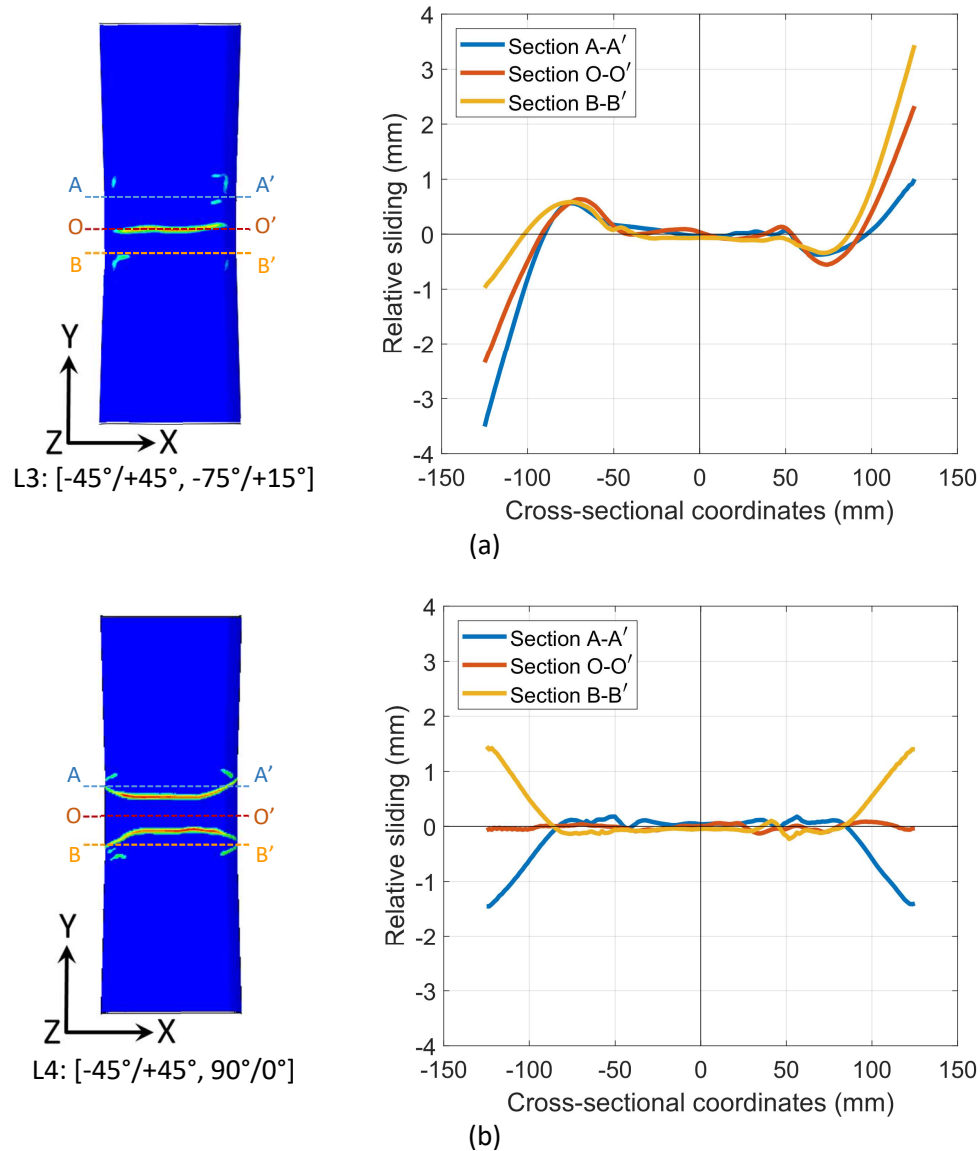 A A′
O O′
B B′
Y
Z X
L3: [-45°/+45°, -75°/+15°]
Section A-A′
Section O-O′
Section B-B′
Relative sliding (mm)
4
3
2
1
0
-1
-2
-3
-4
-150 -100 -50 0 50 100 150
Cross-sectional coordinates (mm)
(a)
A A′
O O′
B B′
Y
Z X
L4: [-45°/+45°, 90°/0°]
Section A-A′
Section O-O′
Section B-B′
Relative sliding (mm)
4
3
2
1
0
-1
-2
-3
-4
-150 -100 -50 0 50 100 150
Cross-sectional coordinates (mm)
(b)